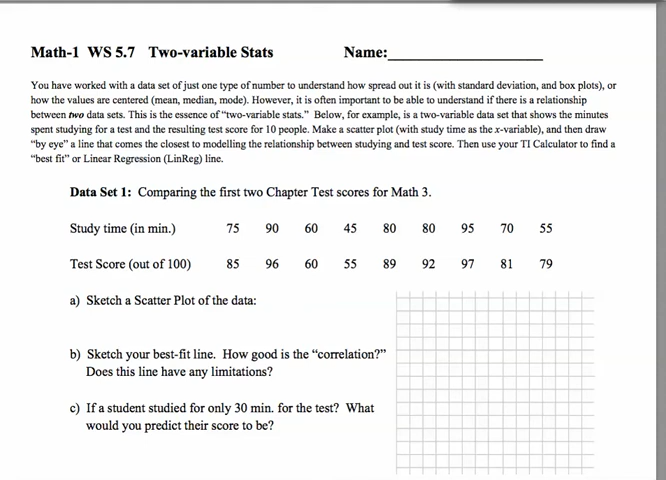 Math-1 WS 5.7 Two-variable Stats Name:
You have worked with a data set of just one type of number to understand how spread out it is (with standard deviation, and box plots), or
how the values are centered (mean, median, mode). However, it is often important to be able to understand if there is a relationship
between two data sets. This is the essence of "two-variable stats." Below, for example, is a two-variable data set that shows the minutes
spent studying for a test and the resulting test score for 10 people. Make a scatter plot (with study time as the x-variable), and then draw
"by eye" a line that comes the closest to modelling the relationship between studying and test score. Then use your TI Calculator to find a
"best fit" or Linear Regression (LinReg) line.
Data Set 1: Comparing the first two Chapter Test scores for Math 3.
Study time (in min.) 75 90 60 45 80 80 95 70 55
Test Score (out of 100) 85 96 60 55 89 92 97 81 79
a) Sketch a Scatter Plot of the data:
b) Sketch your best-fit line. How good is the "correlation?"
Does this line have any limitations?
c) If a student studied for only 30 min. for the test? What
would you predict their score to be?